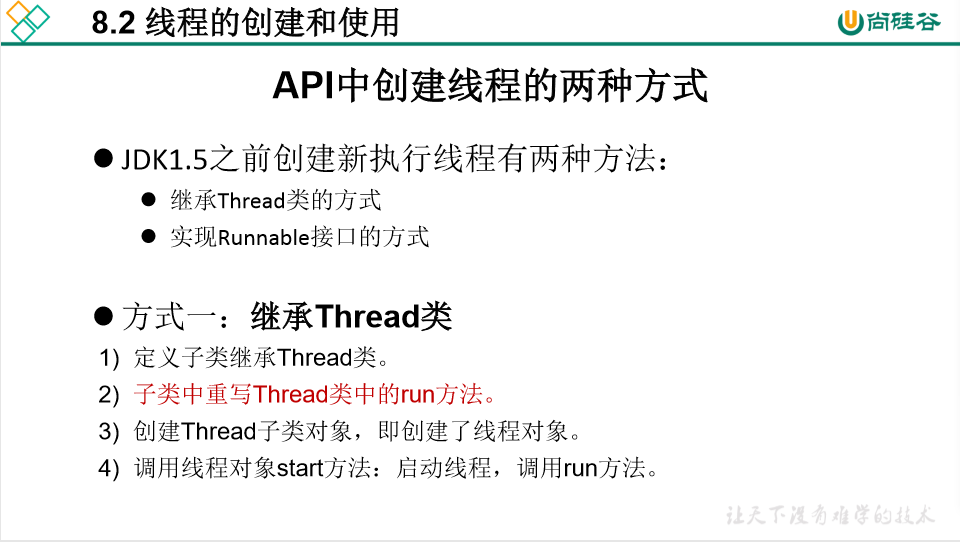 8.2 线程的创建和使用
尚硅谷
API中创建线程的两种方式
● JDK1.5之前创建新执行线程有两种方法：
● 继承Thread类的方式
● 实现Runnable接口的方式
● 方式一：继承Thread类
1) 定义子类继承Thread类。
2) 子类中重写Thread类中的run方法。
3) 创建Thread子类对象，即创建了线程对象。
4) 调用线程对象start方法：启动线程，调用run方法。
让天下没有难学的技术